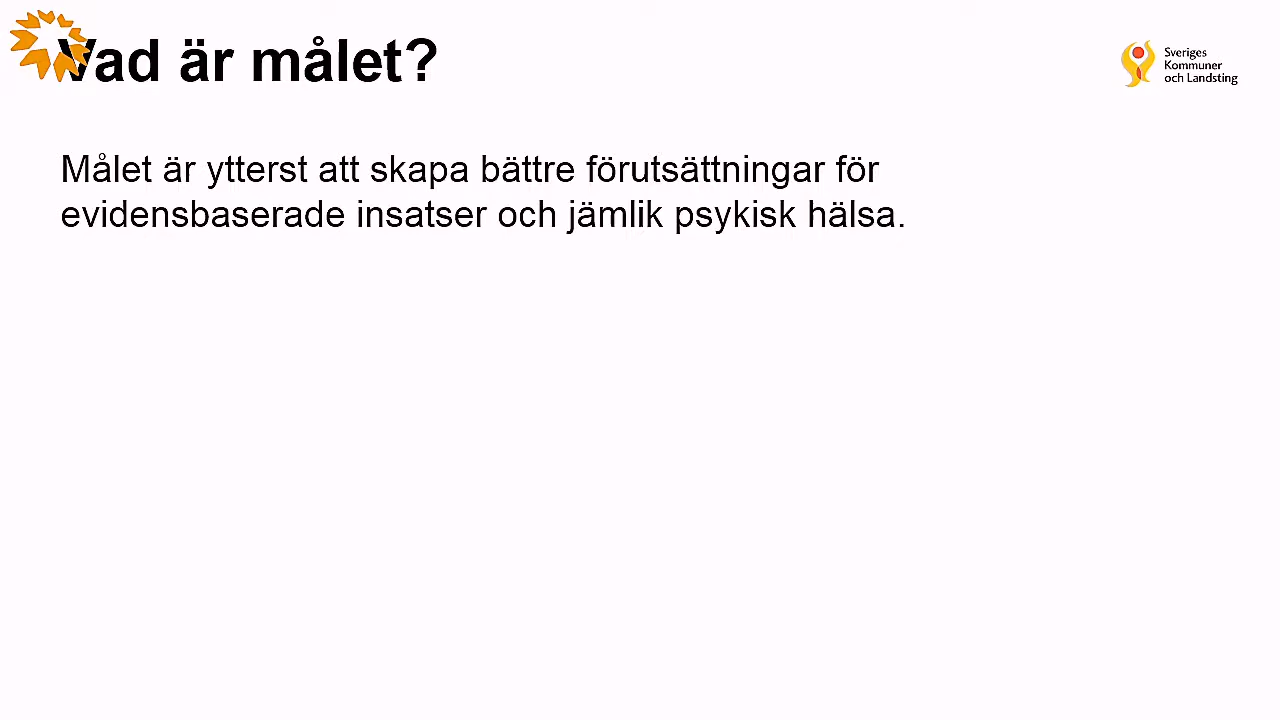 Vad är målet?
Sveriges
Kommuner
och Landsting
Målet är ytterst att skapa bättre förutsättningar för
evidensbaserade insatser och jämlik psykisk hälsa.